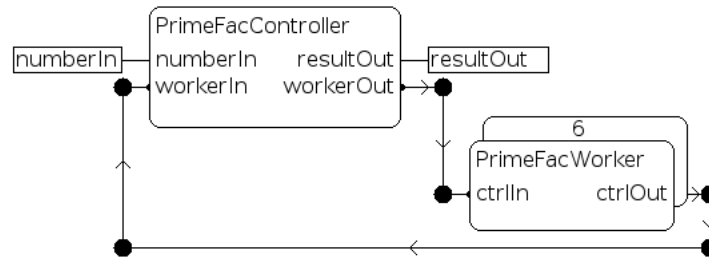 PrimeFacController
numberIn numberIn resultOut resultOut
workerIn workerOut
6
PrimeFacWorker
ctrlIn ctrlOut